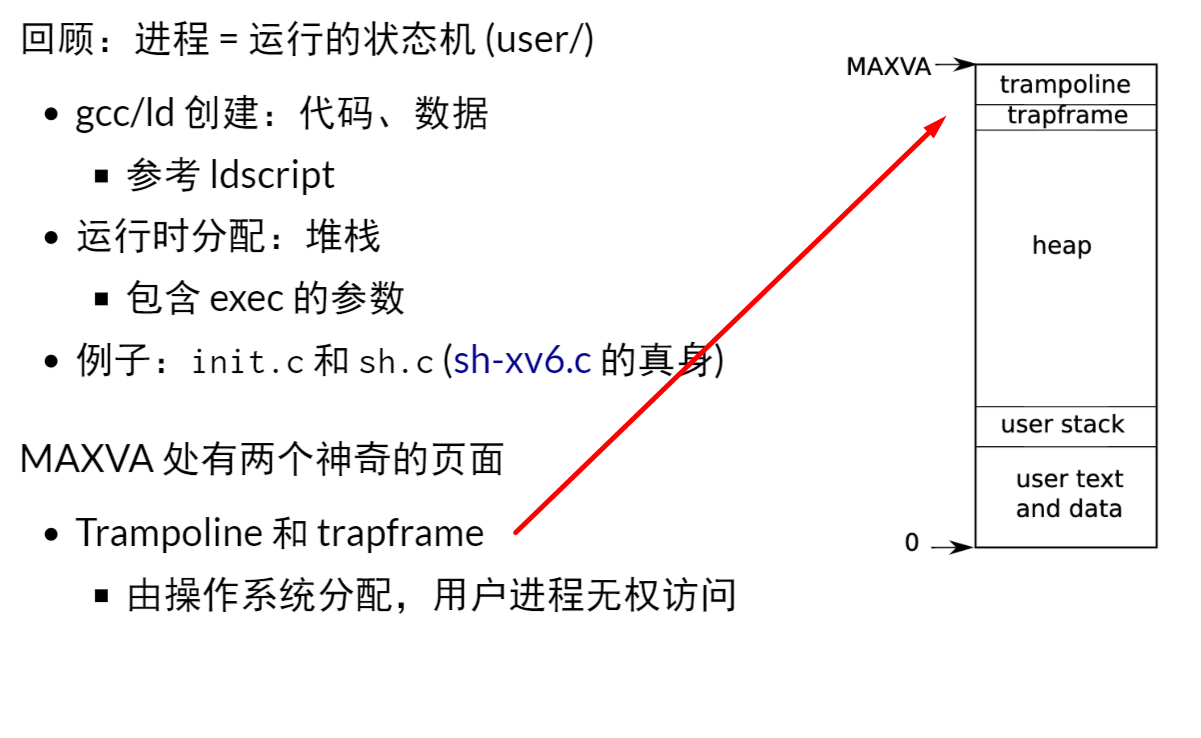 回顾：进程 = 运行的状态机 (user/)
• gcc/ld 创建：代码、数据
▪ 参考 ldscript
• 运行时分配：堆栈
▪ 包含 exec 的参数
• 例子：init.c 和 sh.c (sh-xv6.c 的真身)
MAXVA 处有两个神奇的页面
• Trampoline 和 trapframe
▪ 由操作系统分配，用户进程无权访问
MAXVA
trampoline
trapframe
heap
user stack
user text
and data
0